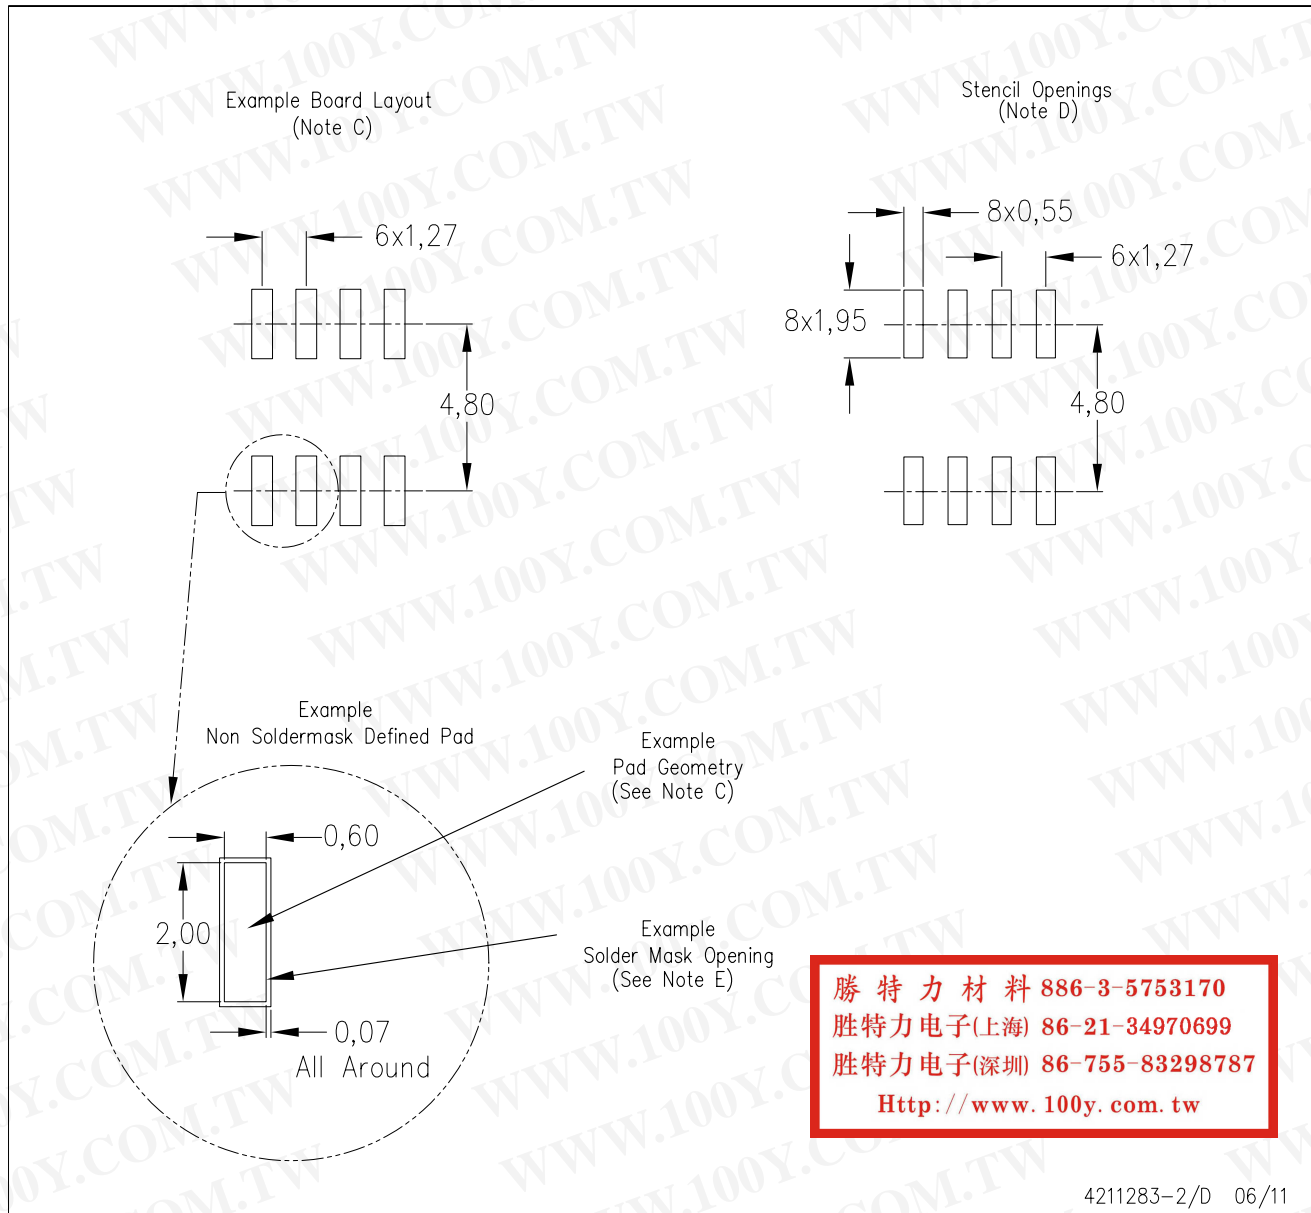 Example Board Layout
(Note C)
Stencil Openings
(Note D)
6x1,27
8x0,55
6x1,27
8x1,95
4,80
4,80
Example
Non Soldermask Defined Pad
Example
Pad Geometry
(See Note C)
0,60
2,00
Example
Solder Mask Opening
(See Note E)
0,07
All Around
勝特力材料 886-3-5753170
胜特力电子(上海) 86-21-34970699
胜特力电子(深圳) 86-755-83298787
Http://www.100y.com.tw
4211283-2/D 06/11
WWW.100Y.COM.TW